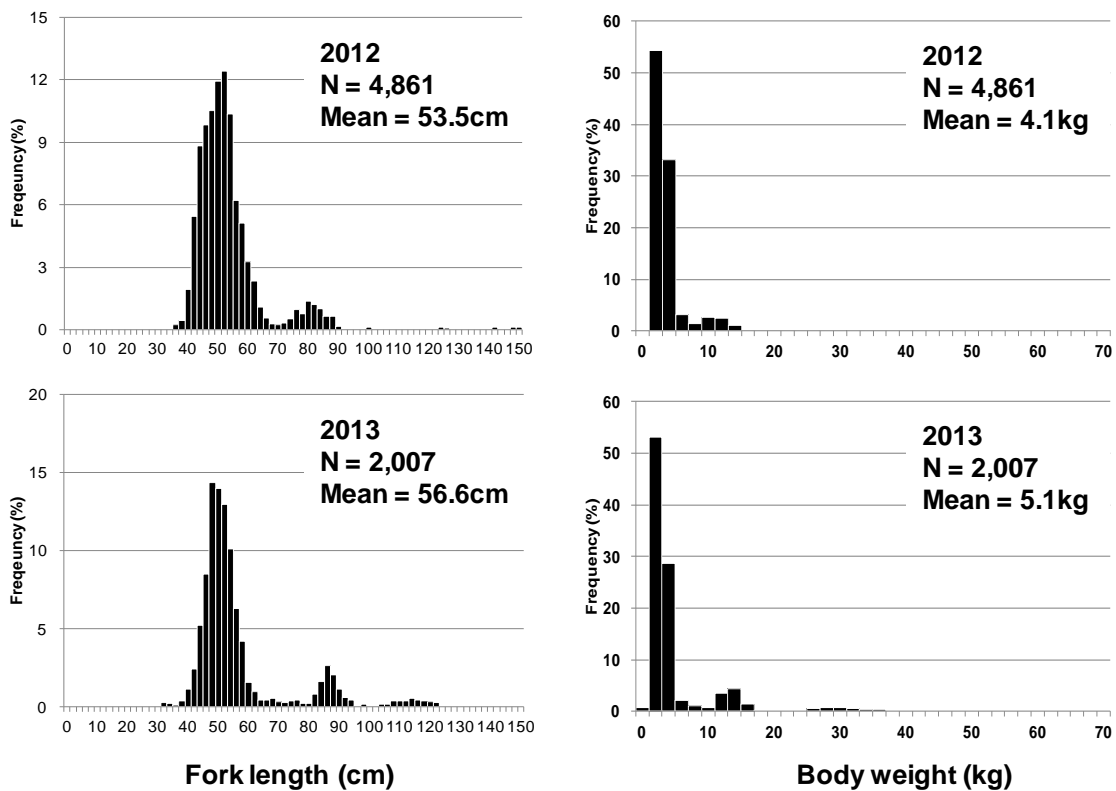 15
12
9
6
3
0
Freqeuncy (%)
2012
N = 4,861
Mean = 53.5cm
0 10 20 30 40 50 60 70 80 90 100 110 120 130 140 150
60
50
40
30
20
10
0
Frequency (%)
2012
N = 4,861
Mean = 4.1kg
0 10 20 30 40 50 60 70
20
15
10
5
0
Freqeuncy (%)
2013
N = 2,007
Mean = 56.6cm
0 10 20 30 40 50 60 70 80 90 100 110 120 130 140 150
Fork length (cm)
60
50
40
30
20
10
0
Frequency (%)
2013
N = 2,007
Mean = 5.1kg
0 10 20 30 40 50 60 70
Body weight (kg)